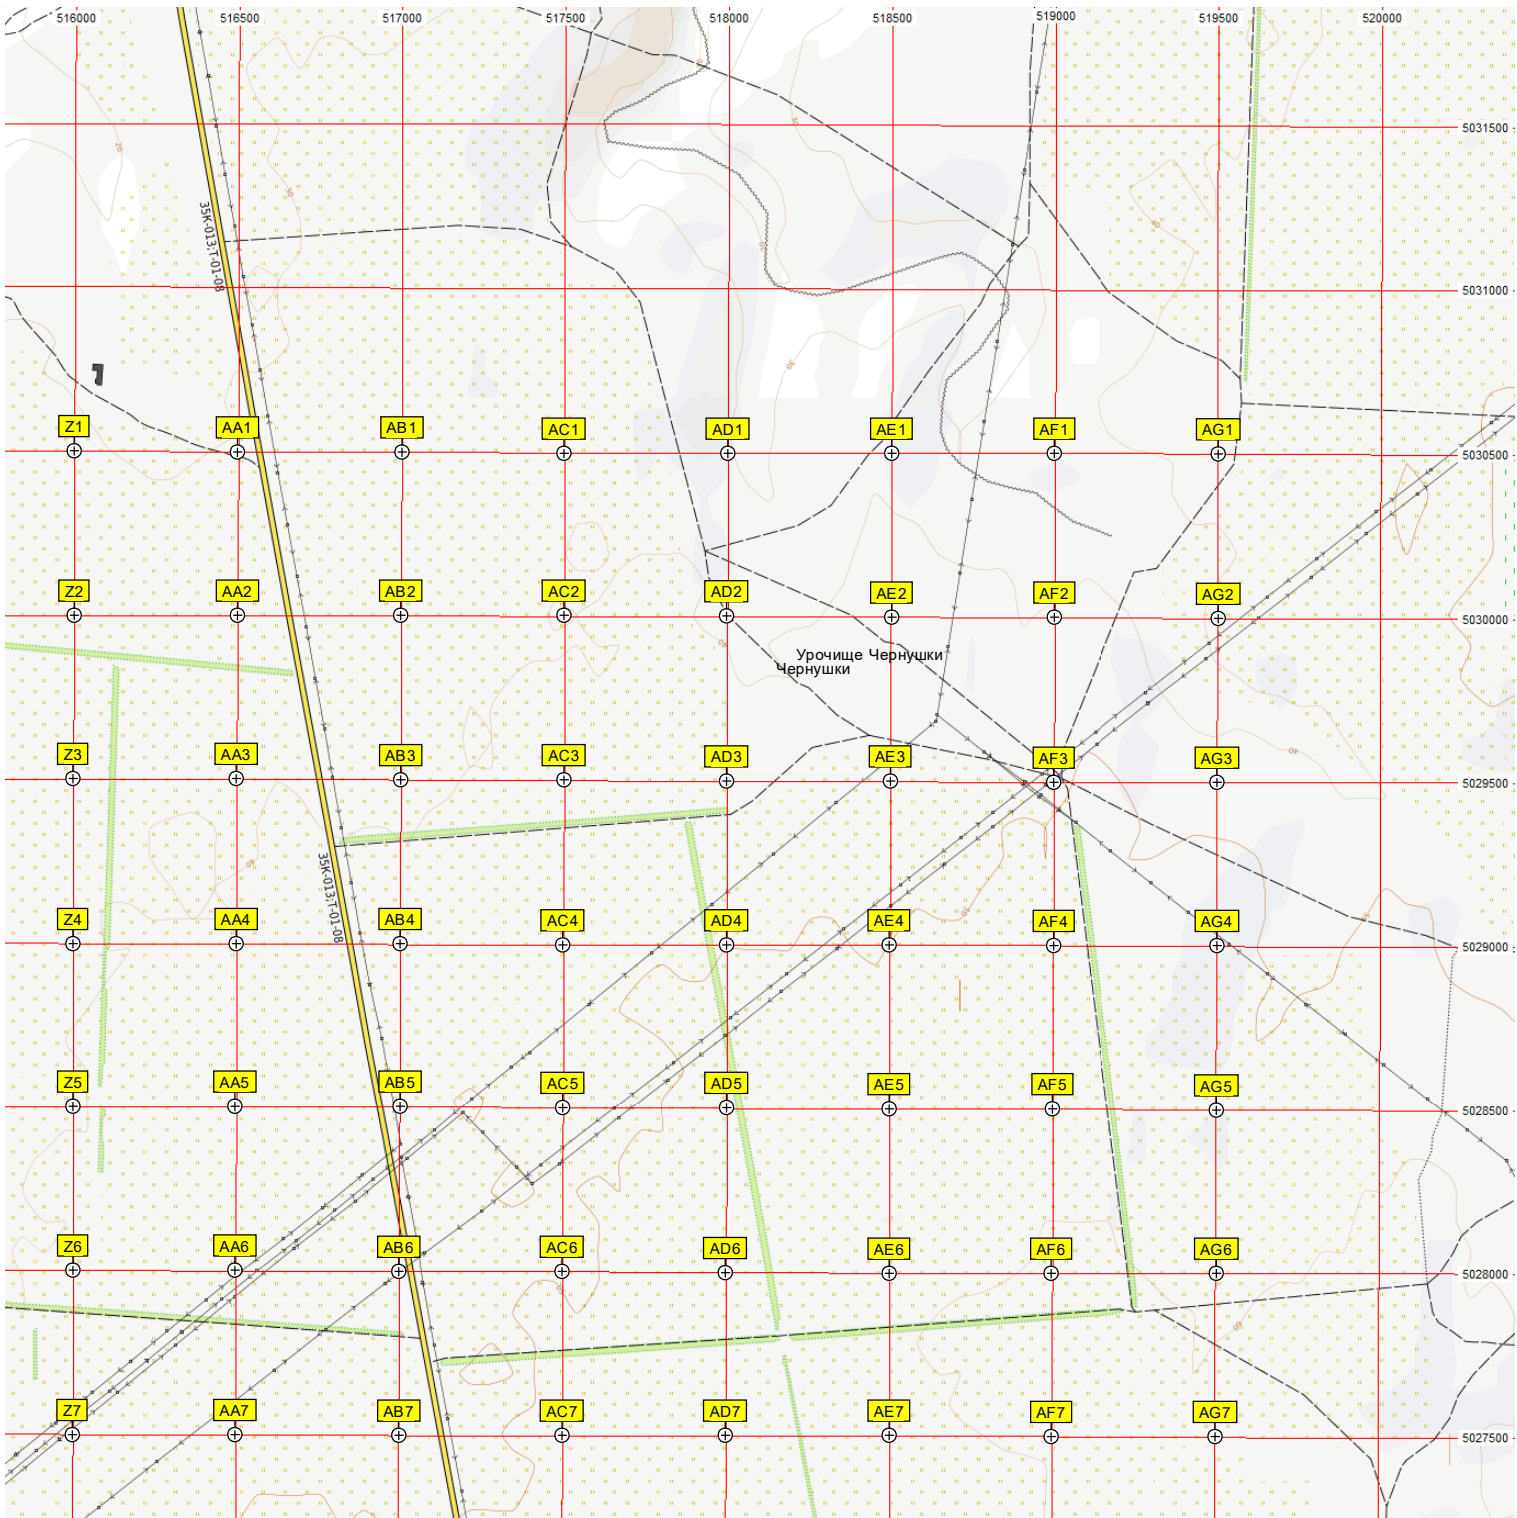 516000 516500 517000 517500 518000 518500 519000 519500 520000
5031500
35К-013;Т-01-08
5031000
Z1 AA1 AB1 AC1 AD1 AE1 AF1 AG1
5030500
Z2 AA2 AB2 AC2 AD2 AE2 AF2 AG2
5030000
Урочище Чернушки
Чернушки
Z3 AA3 AB3 AC3 AD3 AE3 AF3 AG3
5029500
35К-013;Т-01-08
Z4 AA4 AB4 AC4 AD4 AE4 AF4 AG4
5029000
Z5 AA5 AB5 AC5 AD5 AE5 AF5 AG5
5028500
Z6 AA6 AB6 AC6 AD6 AE6 AF6 AG6
5028000
Z7 AA7 AB7 AC7 AD7 AE7 AF7 AG7
5027500